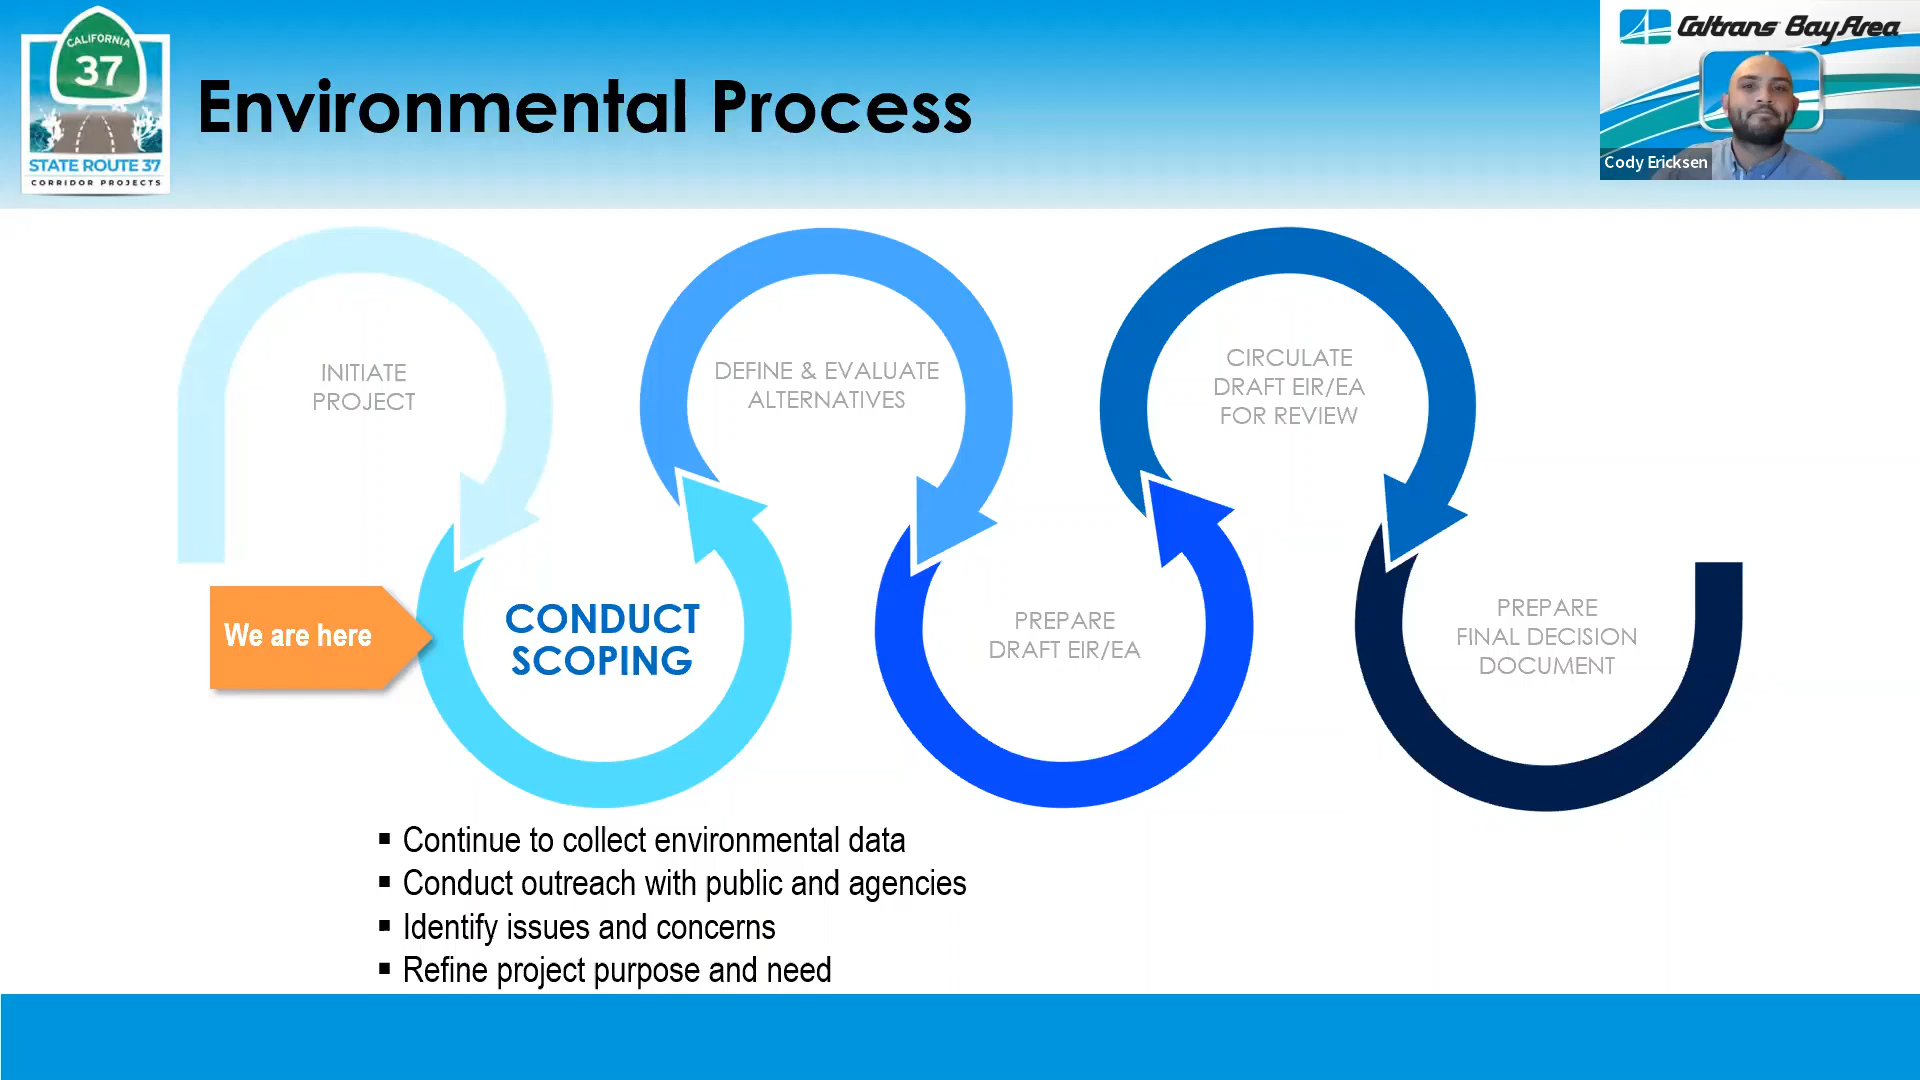 CALIFORNIA
37
STATE ROUTE 37
CORRIDOR PROJECTS
Environmental Process
Caltrans Bay Area
Cody Ericksen
INITIATE
PROJECT
DEFINE & EVALUATE
ALTERNATIVES
CIRCULATE
DRAFT EIR/EA
FOR REVIEW
We are here
CONDUCT
SCOPING
PREPARE
DRAFT EIR/EA
PREPARE
FINAL DECISION
DOCUMENT
▪ Continue to collect environmental data
▪ Conduct outreach with public and agencies
▪ Identify issues and concerns
▪ Refine project purpose and need